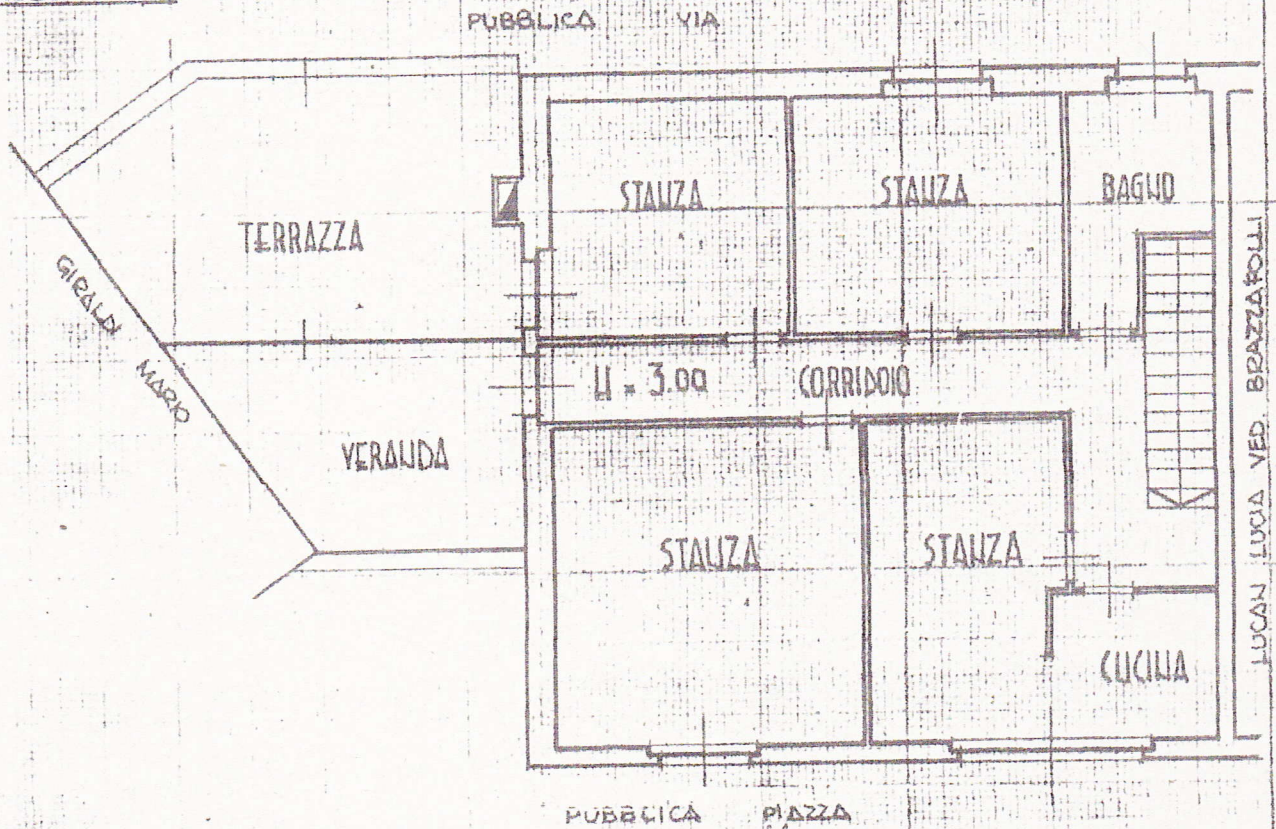 PUBBLICA VIA
STANZA
STANZA
BAGNO
TERRAZZA
GIRALDI MARIO
H = 3.00
CORRIDOIO
VERANDA
STANZA
STANZA
CUCINA
LUCAN LUCIA VED BRAZZAFOLLI
PUBBLICA PIAZZA